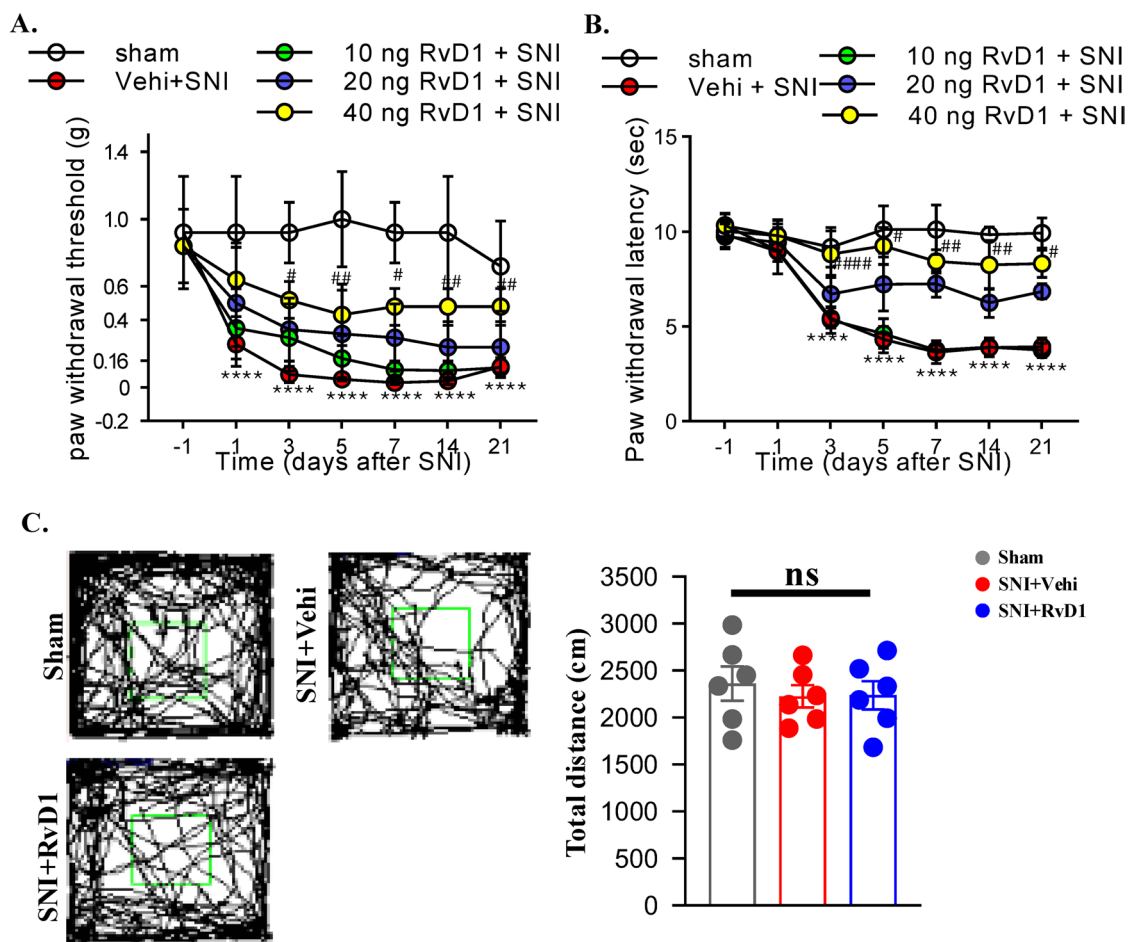 A.
sham
Vehi+SNI
10 ng RvD1 + SNI
20 ng RvD1 + SNI
40 ng RvD1 + SNI
paw withdrawal threshold (g)
1.4
1.0
0.6
0.4
0.16
0
-0.2
# ## # ## ##
**** **** **** **** **** ****
-1 1 3 5 7 14 21
Time (days after SNI)
B.
sham
Vehi + SNI
10 ng RvD1 + SNI
20 ng RvD1 + SNI
40 ng RvD1 + SNI
Paw withdrawal latency (sec)
15
10
5
0
#### # ## ## #
**** **** **** **** ****
-1 1 3 5 7 14 21
Time (days after SNI)
C.
Sham
SNI+Vehi
SNI+RvD1
Total distance (cm)
3500
3000
2500
2000
1500
1000
500
0
ns
Sham
SNI+Vehi
SNI+RvD1